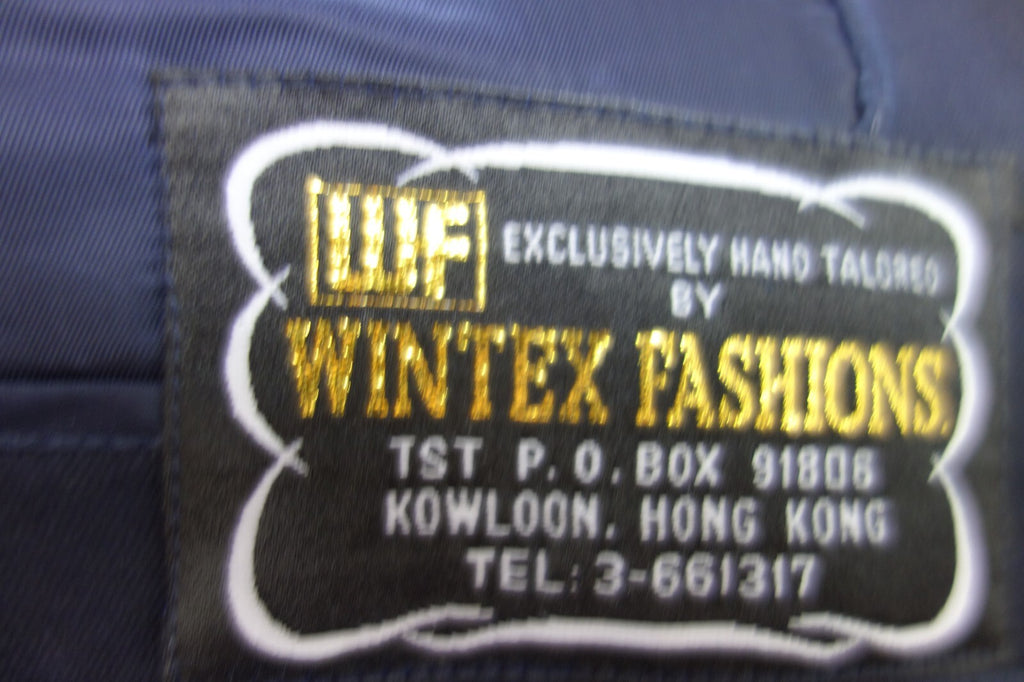 WF
EXCLUSIVELY HAND TALORED
BY
WINTEX FASHIONS.
TST P.O.BOX 91806
KOWLOON, HONG KONG
TEL: 3-661317